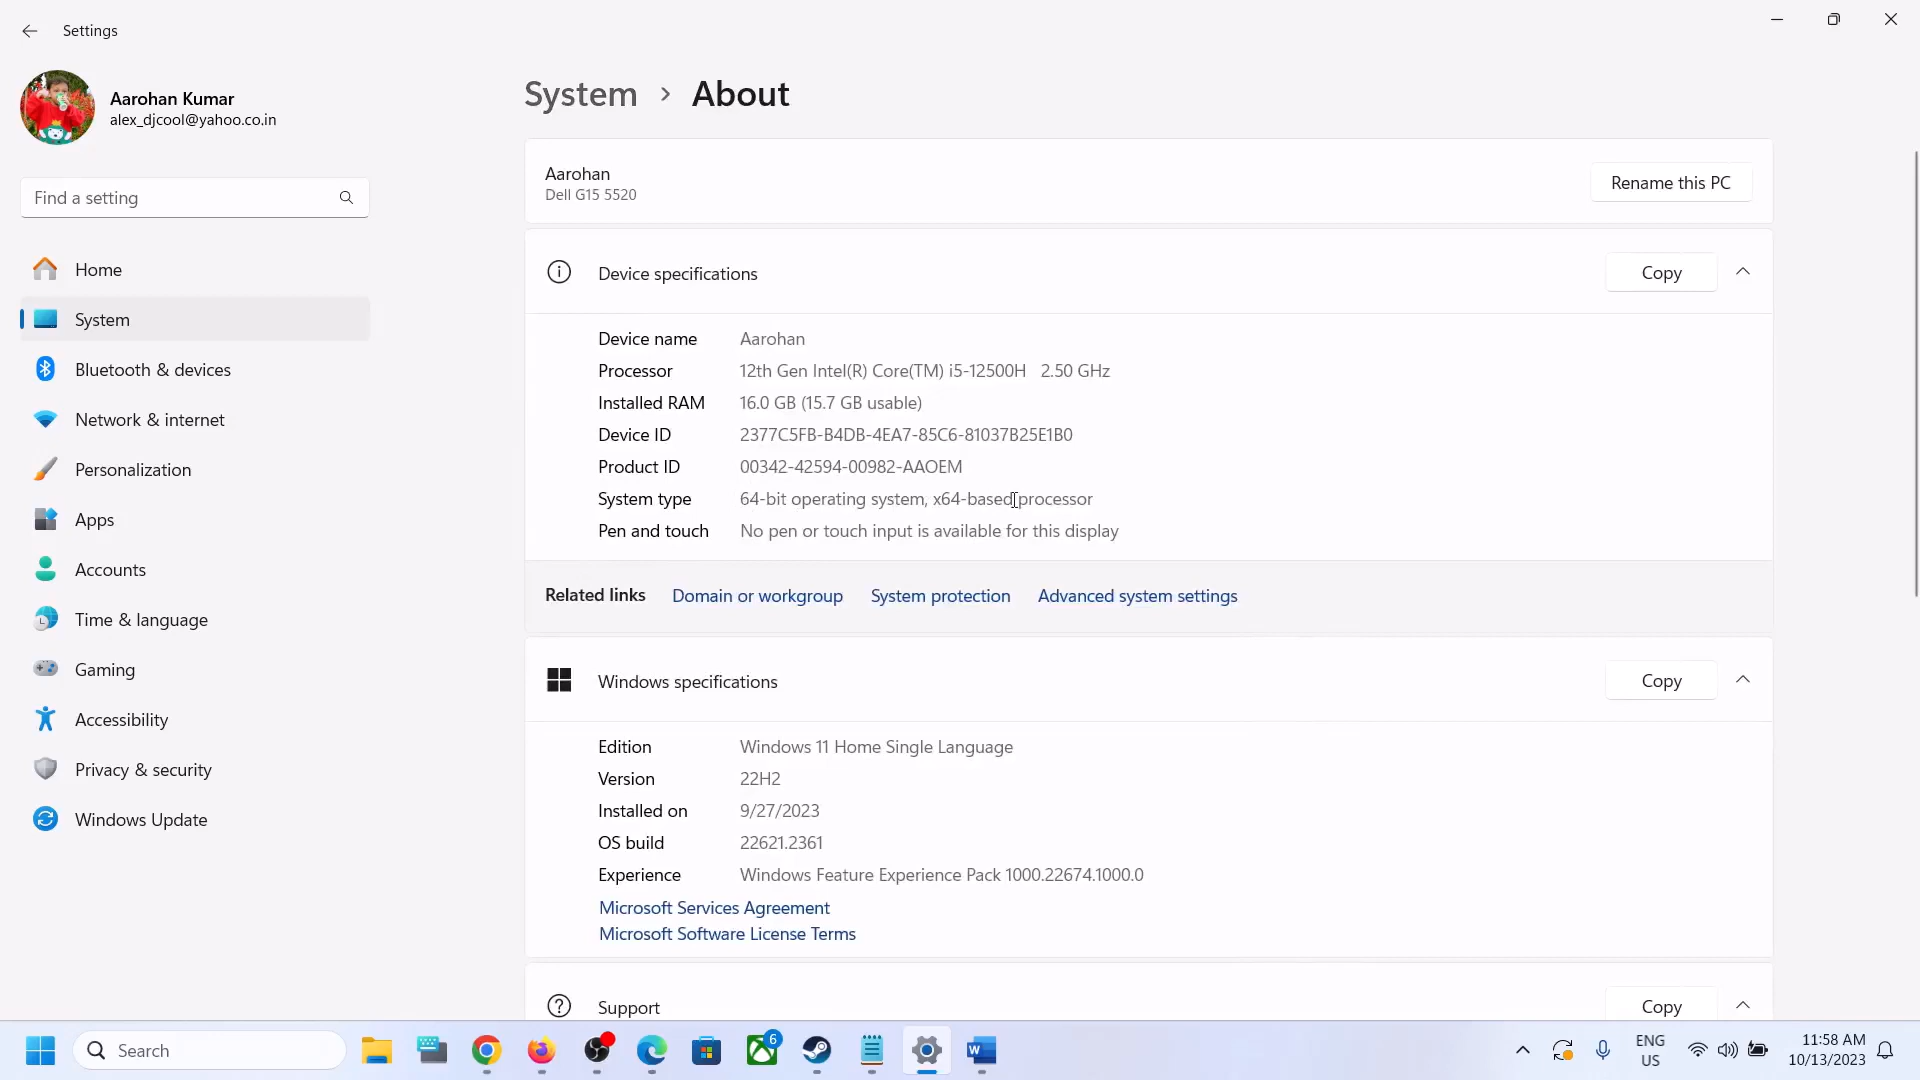 Settings
Aarohan Kumar
alex_djcool@yahoo.co.in
Find a setting
Home
System
Bluetooth & devices
Network & internet
Personalization
Apps
Accounts
Time & language
Gaming
Accessibility
Privacy & security
Windows Update
System > About
Aarohan
Dell G15 5520
Rename this PC
Device specifications
Copy
Device name Aarohan
Processor 12th Gen Intel(R) Core(TM) i5-12500H 2.50 GHz
Installed RAM 16.0 GB (15.7 GB usable)
Device ID 2377C5FB-B4DB-4EA7-85C6-81037B25E1B0
Product ID 00342-42594-00982-AAOEM
System type 64-bit operating system, x64-based processor
Pen and touch No pen or touch input is available for this display
Related links Domain or workgroup System protection Advanced system settings
Windows specifications
Copy
Edition Windows 11 Home Single Language
Version 22H2
Installed on 9/27/2023
OS build 22621.2361
Experience Windows Feature Experience Pack 1000.22674.1000.0
Microsoft Services Agreement
Microsoft Software License Terms
Support
Copy
Search
6
W
ENG
US
11:58 AM
10/13/2023